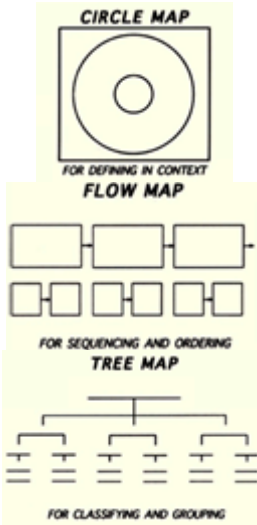 CIRCLE MAP
FOR DEFINING IN CONTEXT
FLOW MAP
FOR SEQUENCING AND ORDERING
TREE MAP
FOR CLASSIFYING AND GROUPING